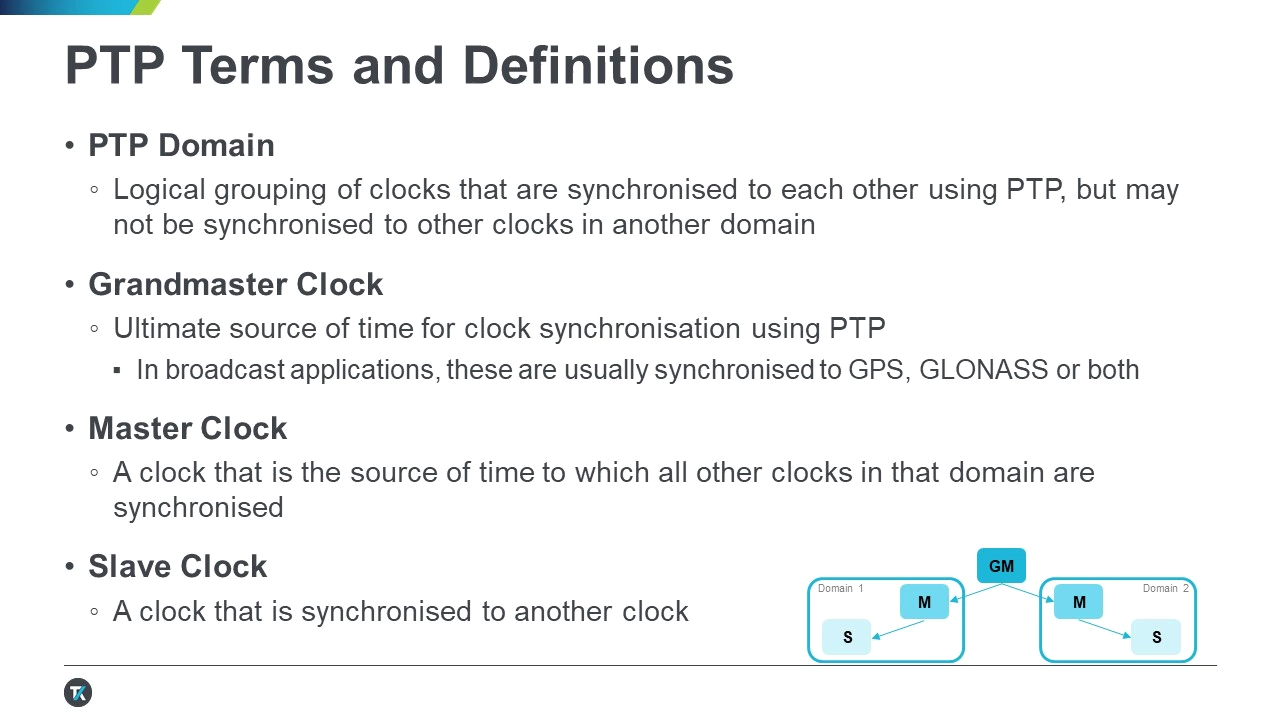 PTP Terms and Definitions
• PTP Domain
◦ Logical grouping of clocks that are synchronised to each other using PTP, but may
not be synchronised to other clocks in another domain
• Grandmaster Clock
◦ Ultimate source of time for clock synchronisation using PTP
▪ In broadcast applications, these are usually synchronised to GPS, GLONASS or both
• Master Clock
◦ A clock that is the source of time to which all other clocks in that domain are
synchronised
• Slave Clock
◦ A clock that is synchronised to another clock
GM
Domain 1
M
S
Domain 2
M
S
TK